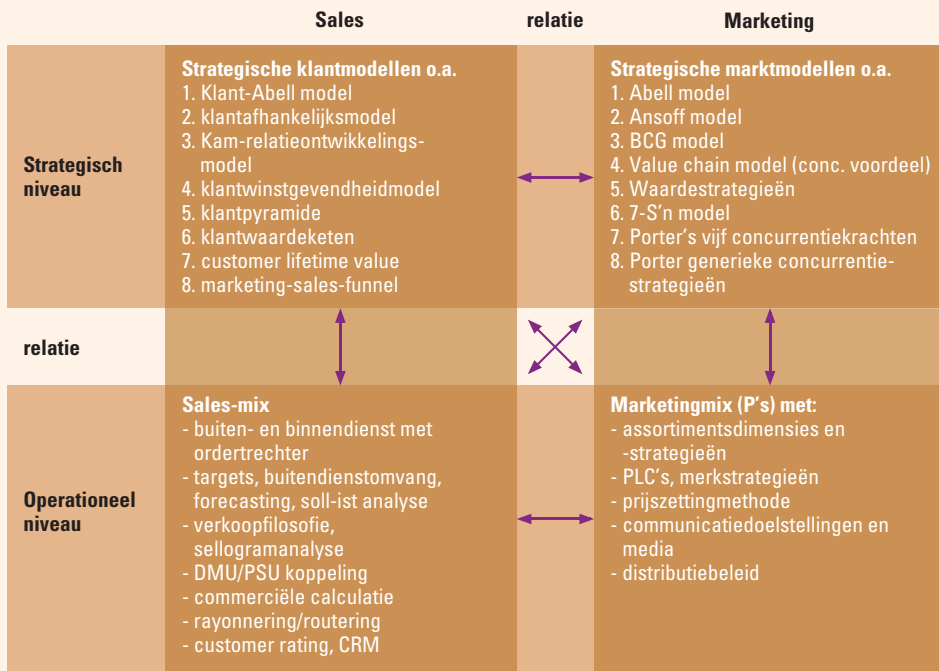 Sales
relatie
Marketing
Strategisch
niveau
Strategische klantmodellen o.a.
1. Klant-Abell model
2. klantafhankelijksmodel
3. Kam-relatieontwikkelings-
model
4. klantwinstgevendheidmodel
5. klantpyramide
6. klantwaardeketen
7. customer lifetime value
8. marketing-sales-funnel
Strategische marktmodellen o.a.
1. Abell model
2. Ansoff model
3. BCG model
4. Value chain model (conc. voordeel)
5. Waardestrategieën
6. 7-S’n model
7. Porter’s vijf concurrentiekrachten
8. Porter generieke concurrentie-
strategieën
relatie
Operationeel
niveau
Sales-mix
- buiten- en binnendienst met
ordertrechter
- targets, buitendienstomvang,
forecasting, soll-ist analyse
- verkoopfilosofie,
sellogramanalyse
- DMU/PSU koppeling
- commerciële calculatie
- rayonnering/routering
- customer rating, CRM
Marketingmix (P’s) met:
- assortimentsdimensies en
-strategieën
- PLC’s, merkstrategieën
- prijszettingmethode
- communicatiedoelstellingen en
media
- distributiebeleid